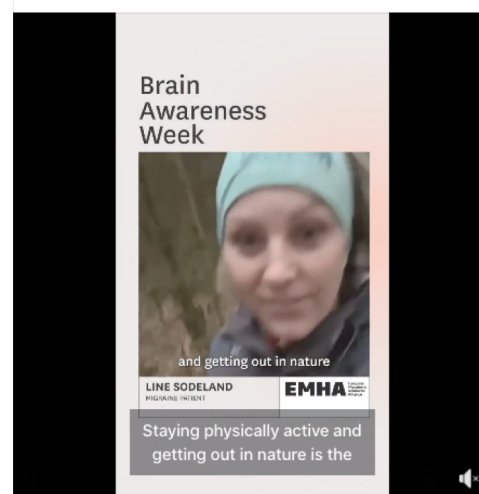 Brain
Awareness
Week
and getting out in nature
LINE SODELAND
MIGRAINE PATIENT
EMHA
Staying physically active and
getting out in nature is the